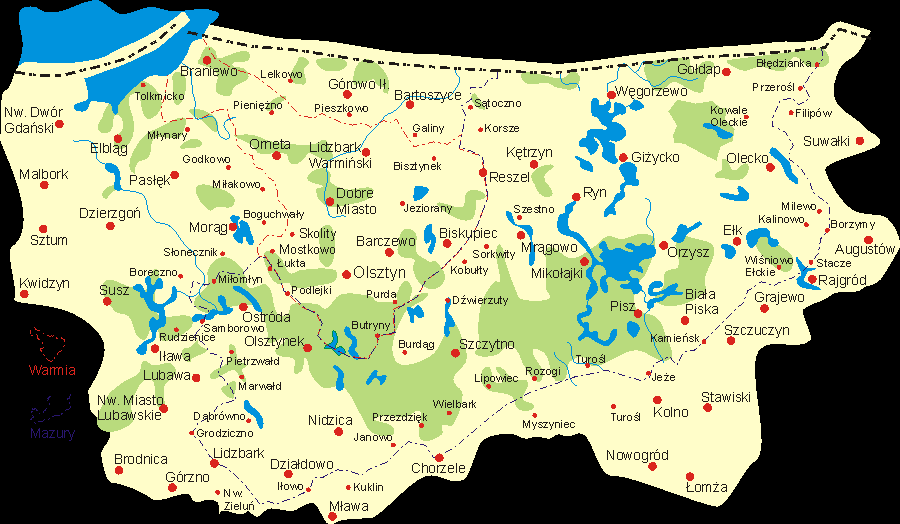 Braniewo
Lelkowo
Górowo Ił.
Gołdap
Błędzianka
Tolkmicko
Pieniężno
Pieszkowo
Bartoszyce
Sątoczno
Węgorzewo
Przerośl
Nw. Dwór
Gdański
Młynary
Galiny
Korsze
Kowale
Oleckie
Filipów
Elbląg
Orneta
Lidzbark
Warmiński
Suwałki
Godkowo
Bisztynek
Kętrzyn
Giżycko
Olecko
Malbork
Pasłęk
Miłakowo
Reszel
Dobre
Miasto
Ryn
Dzierzgoń
Boguchwały
Jeziorany
Szestno
Milewo
Kalinowo
Borzymy
Morąg
Skolity
Biskupiec
Ełk
Sztum
Barczewo
Mrągowo
Orzysz
Augustów
Słonecznik
Mostkowo
Sorkwity
Wiśniowo
Ełckie
Stacze
Łukta
Olsztyn
Kobułty
Mikołajki
Rajgród
Boreczno
Miłomłyn
Kwidzyn
Susz
Podlejki
Purda
Dźwierzuty
Pisz
Biała
Piska
Grajewo
Ostróda
Samborowo
Butryny
Rudzienice
Olsztynek
Burdąg
Szczytno
Kamieńsk
Szczuczyn
Iława
Pietrzwałd
Turośl
Warmia
Lubawa
Marwałd
Lipowiec
Rozogi
Jeże
Nw. Miasto
Lubawskie
Dąbrówno
Nidzica
Przezdzięk
Wielbark
Turośl
Kolno
Stawiski
Mazury
Grodziczno
Janowo
Myszyniec
Brodnica
Lidzbark
Działdowo
Chorzele
Nowogród
Górzno
Nw.
Zieluń
Iłowo
Kuklin
Łomża
Mława